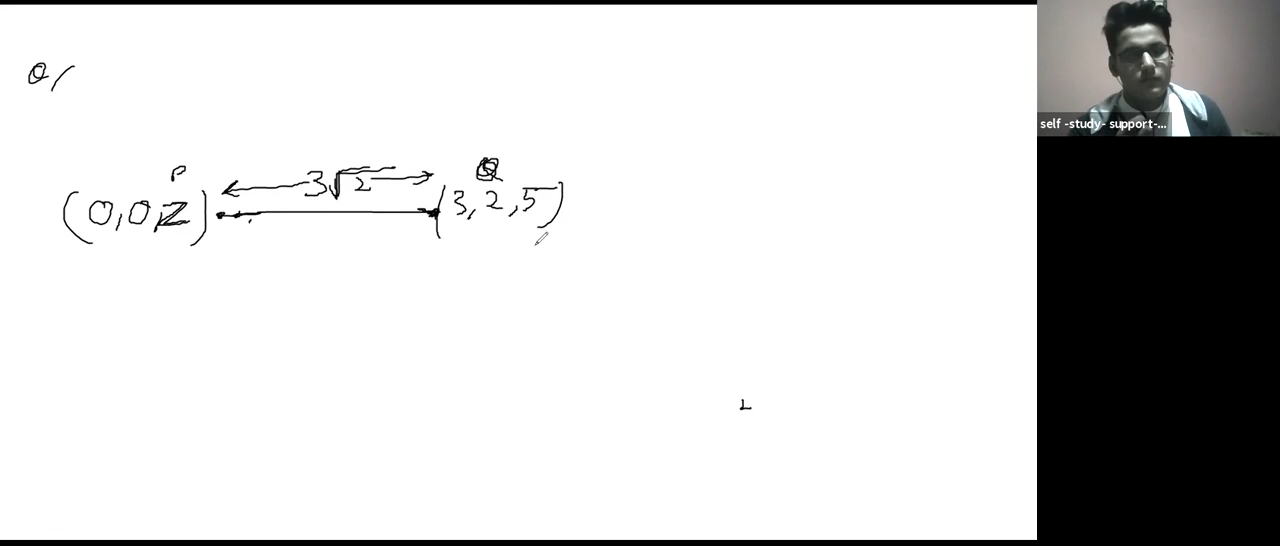 Q/
P 3√2 Q
(0,0,z) (3,2,5)
self -study- support-...